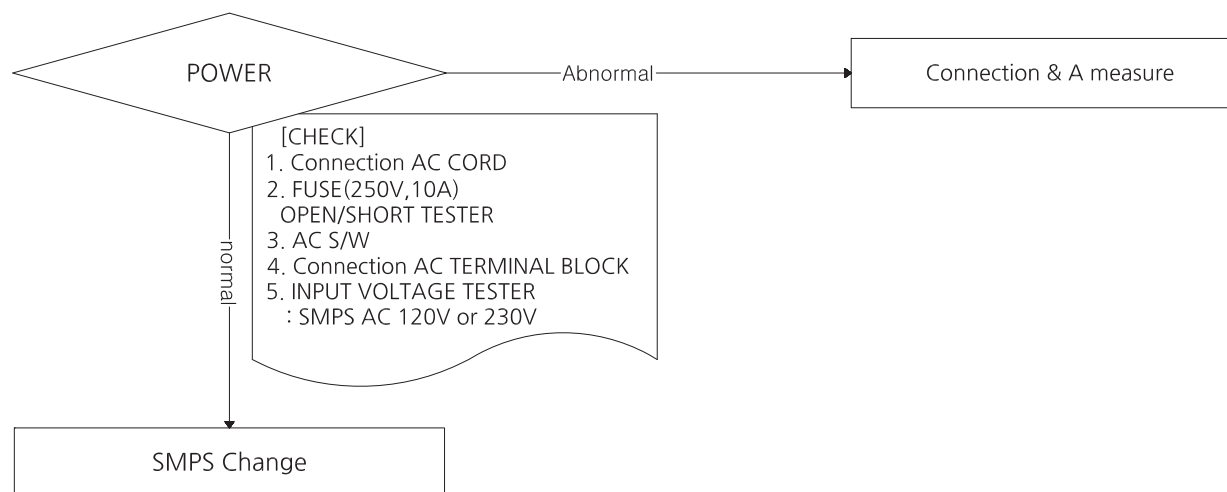 POWER
Abnormal
Connection & A measure
[CHECK]
1. Connection AC CORD
2. FUSE(250V,10A)
OPEN/SHORT TESTER
3. AC S/W
4. Connection AC TERMINAL BLOCK
5. INPUT VOLTAGE TESTER
: SMPS AC 120V or 230V
normal
SMPS Change